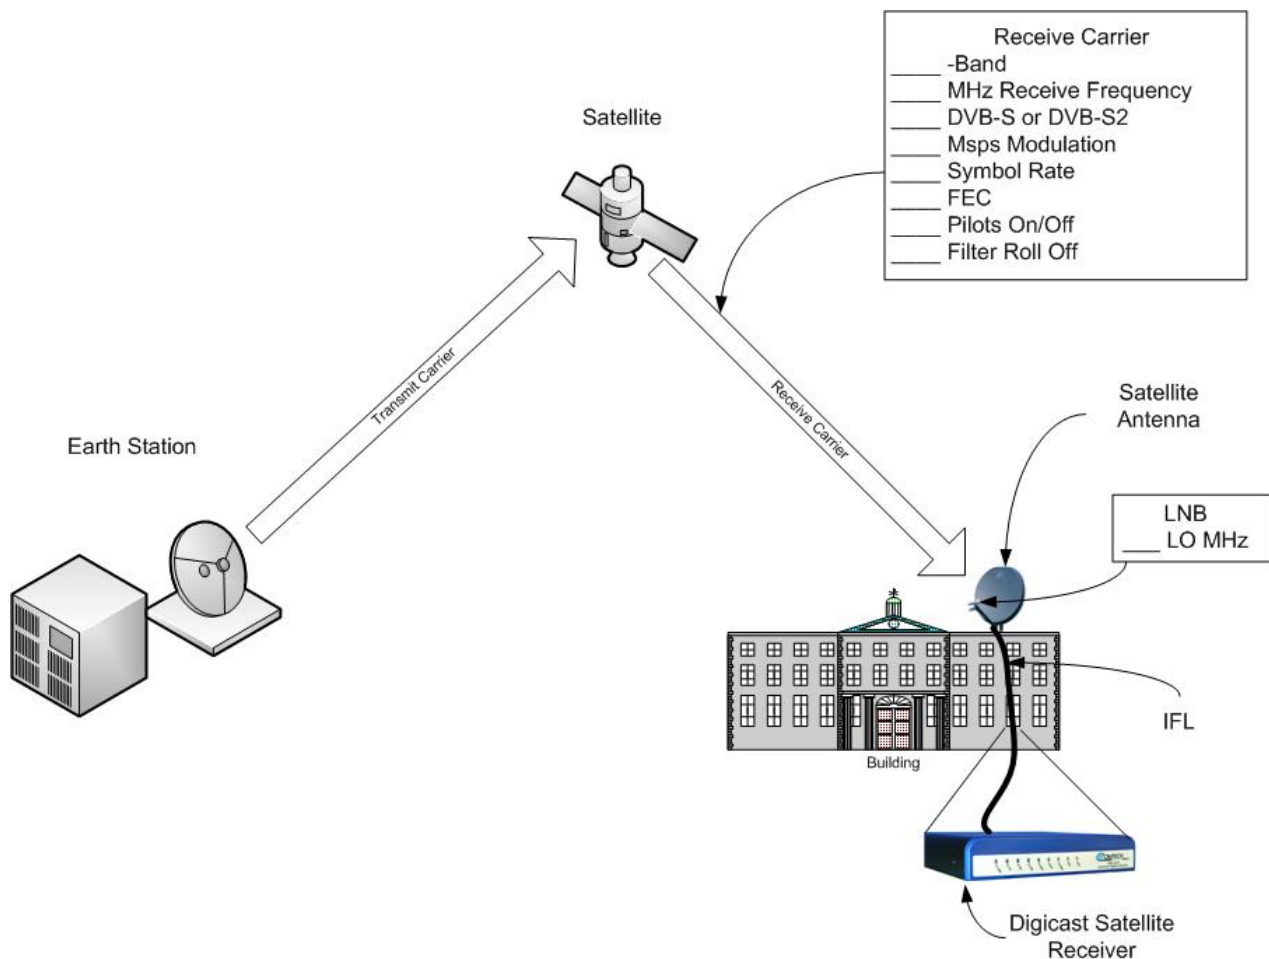 Receive Carrier
_____ -Band
_____ MHz Receive Frequency
_____ DVB-S or DVB-S2
_____ Msps Modulation
_____ Symbol Rate
_____ FEC
_____ Pilots On/Off
_____ Filter Roll Off
Satellite
Transmit Carrier
Receive Carrier
Satellite
Antenna
Earth Station
LNB
___ LO MHz
IFL
Building
Digicast Satellite
Receiver